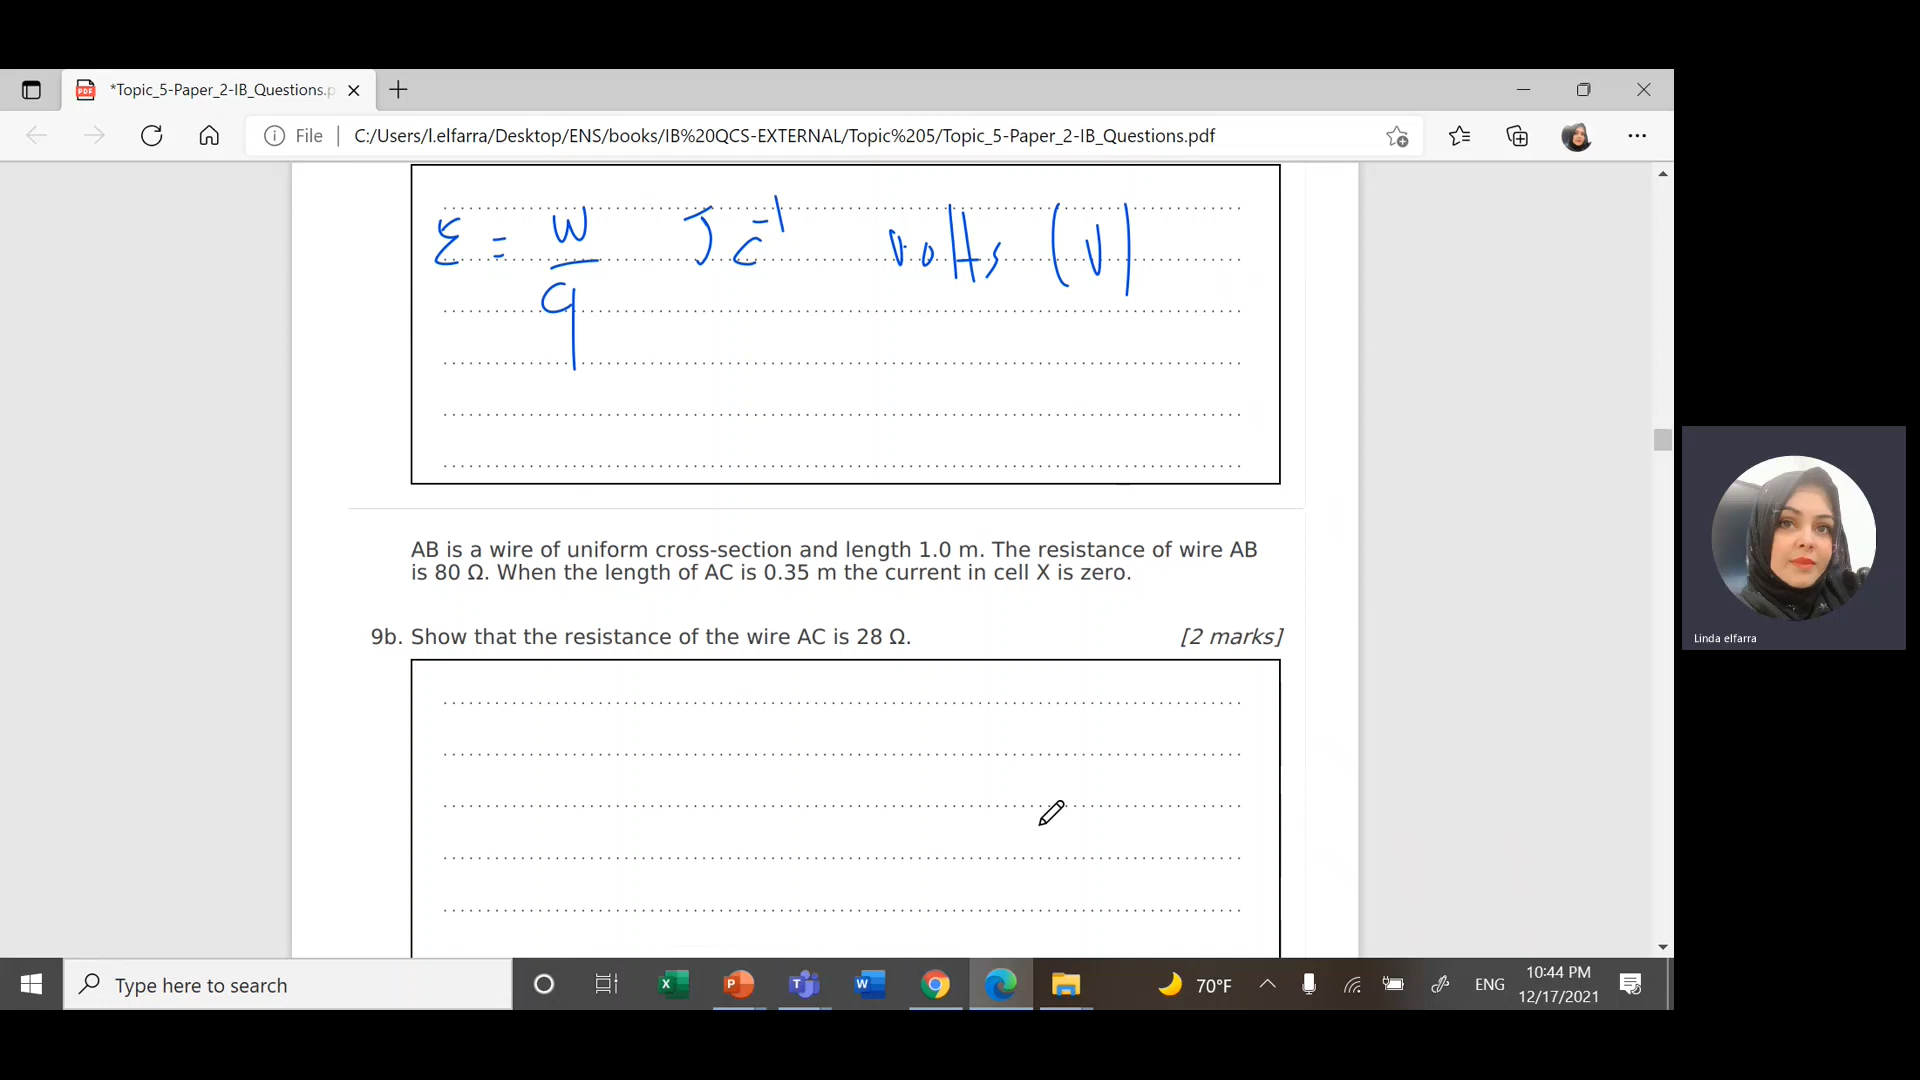 *Topic_5-Paper_2-IB_Questions.p
File
C:/Users/l.elfarra/Desktop/ENS/books/IB%20QCS-EXTERNAL/Topic%205/Topic_5-Paper_2-IB_Questions.pdf
ε = W/q J C⁻¹ volts (V)
AB is a wire of uniform cross-section and length 1.0 m. The resistance of wire AB
is 80 Ω. When the length of AC is 0.35 m the current in cell X is zero.
9b. Show that the resistance of the wire AC is 28 Ω. [2 marks]
Linda elfarra
Type here to search
70°F
ENG
10:44 PM
12/17/2021